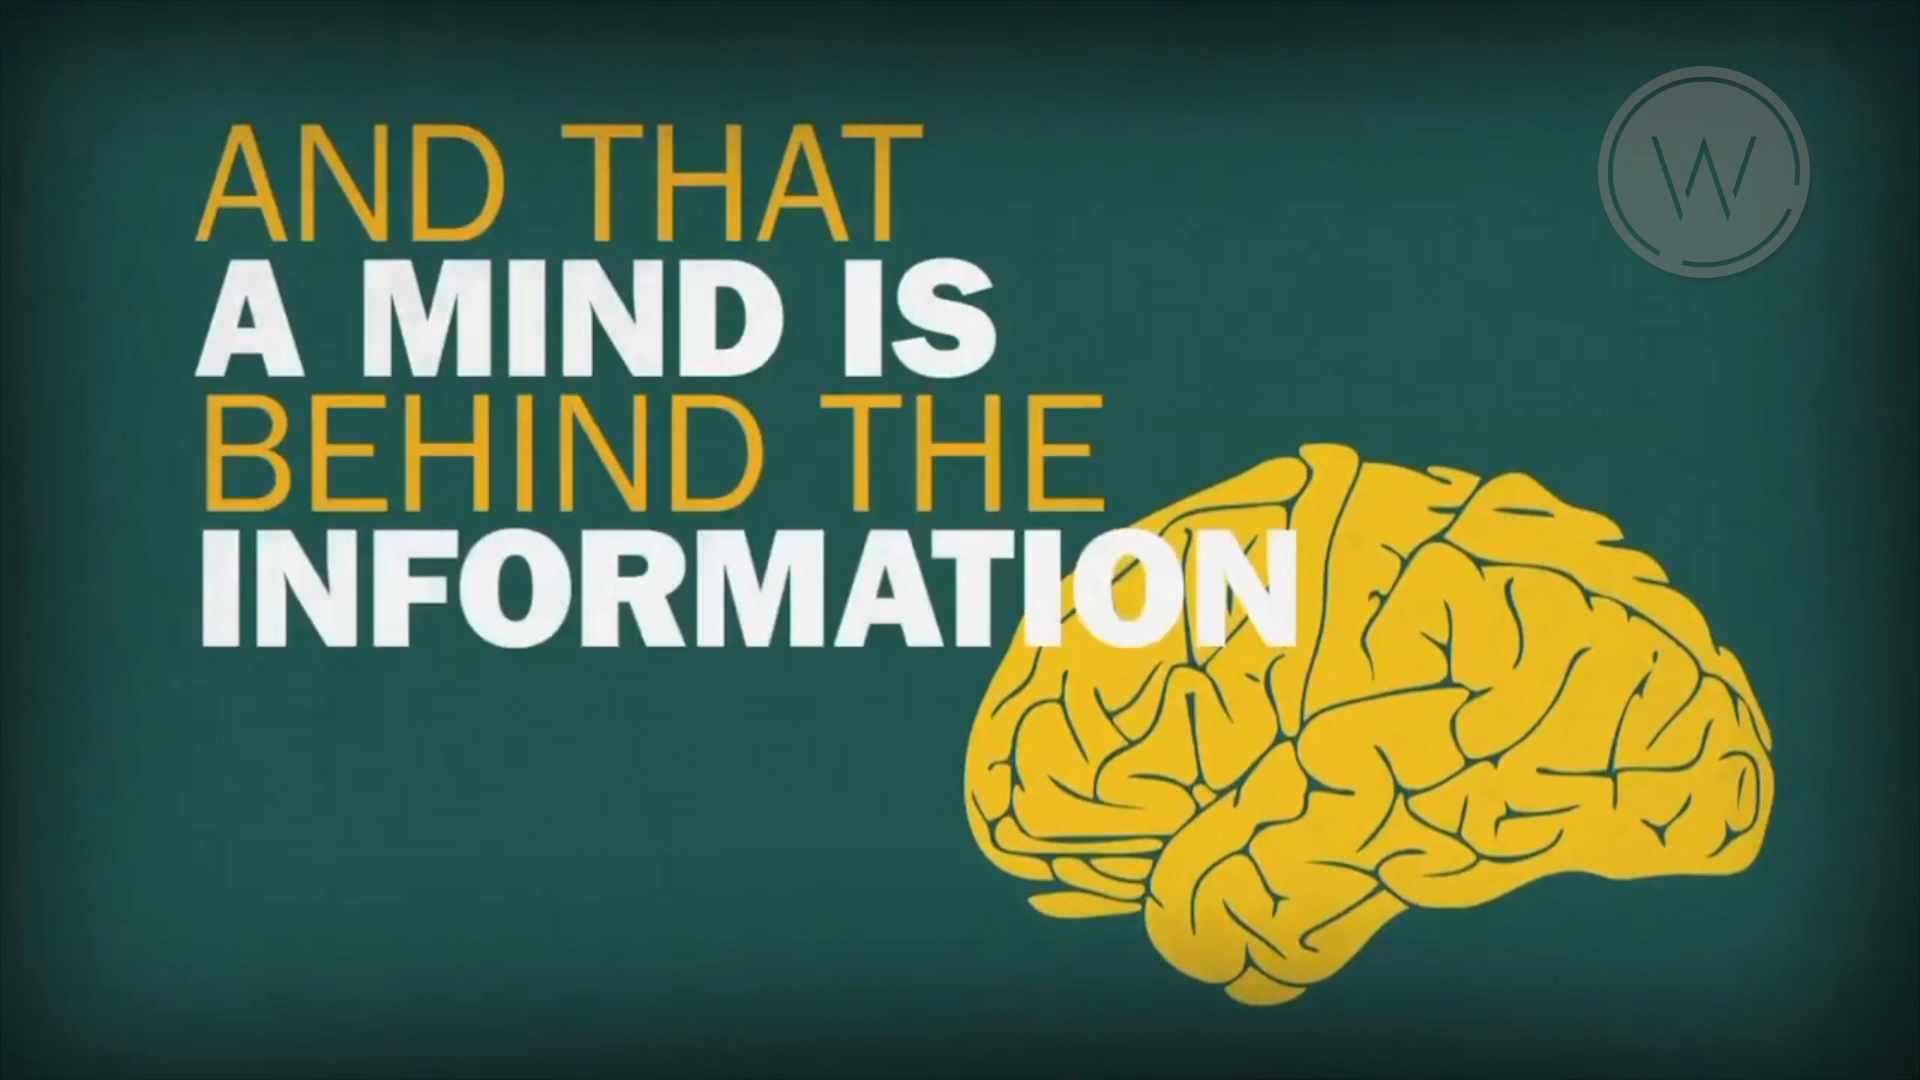 AND THAT
A MIND IS
BEHIND THE
INFORMATION
W